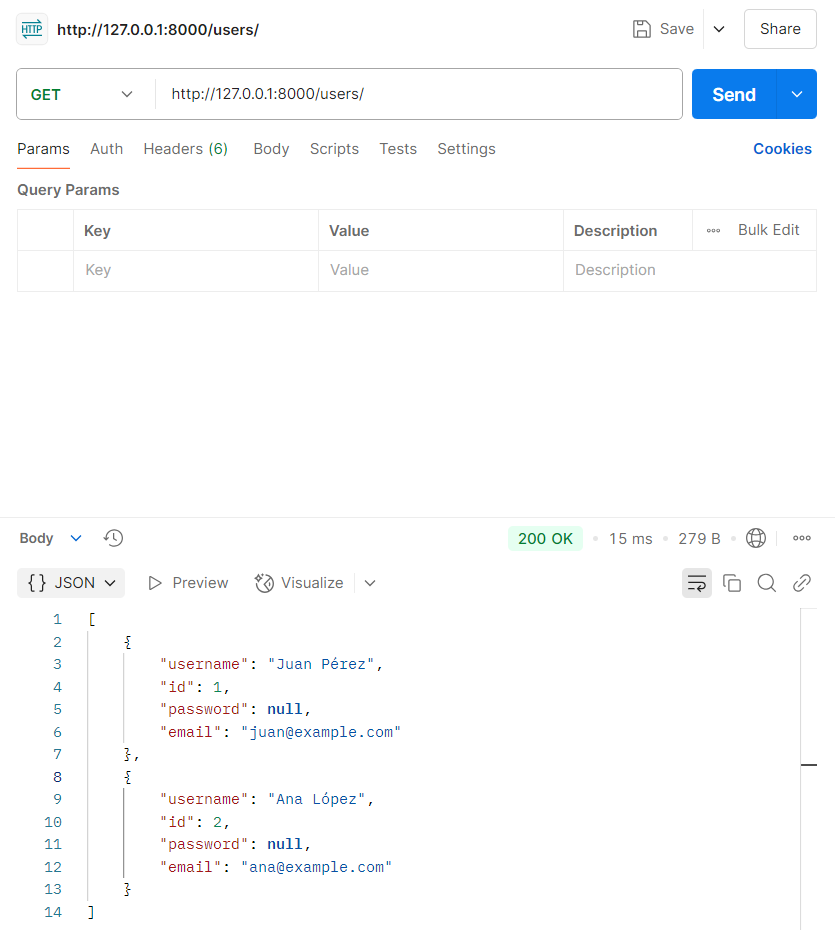 HTTP http://127.0.0.1:8000/users/ Save Share
GET http://127.0.0.1:8000/users/ Send
Params Auth Headers (6) Body Scripts Tests Settings Cookies
Query Params
Key Value Description Bulk Edit
Key Value Description
Body 200 OK 15 ms 279 B
{} JSON Preview Visualize
1 [
2 {
3 "username": "Juan Pérez",
4 "id": 1,
5 "password": null,
6 "email": "juan@example.com"
7 },
8 {
9 "username": "Ana López",
10 "id": 2,
11 "password": null,
12 "email": "ana@example.com"
13 }
14 ]